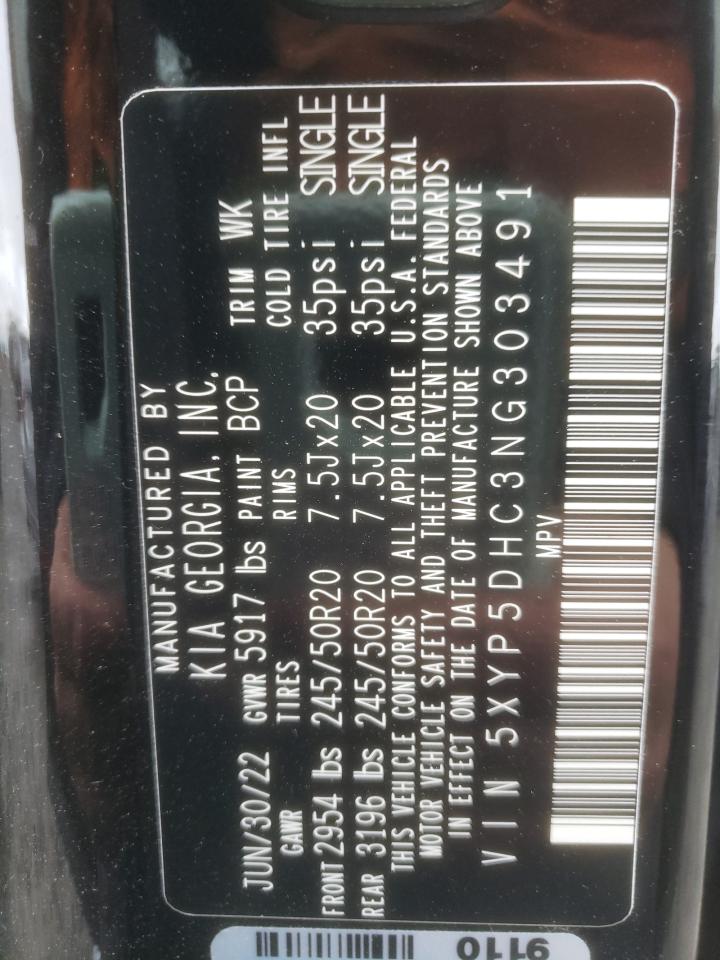 MANUFACTURED BY
KIA GEORGIA, INC.
JUN/30/22 GVWR 5917 lbs PAINT BCP TRIM WK
GAWR TIRES RIMS COLD TIRE INFL
FRONT 2954 lbs 245/50R20 7.5Jx20 35psi SINGLE
REAR 3196 lbs 245/50R20 7.5Jx20 35psi SINGLE
THIS VEHICLE CONFORMS TO ALL APPLICABLE U.S.A. FEDERAL
MOTOR VEHICLE SAFETY AND THEFT PREVENTION STANDARDS
IN EFFECT ON THE DATE OF MANUFACTURE SHOWN ABOVE
VIN 5XYP5DHC3NG303491
MPV
9110